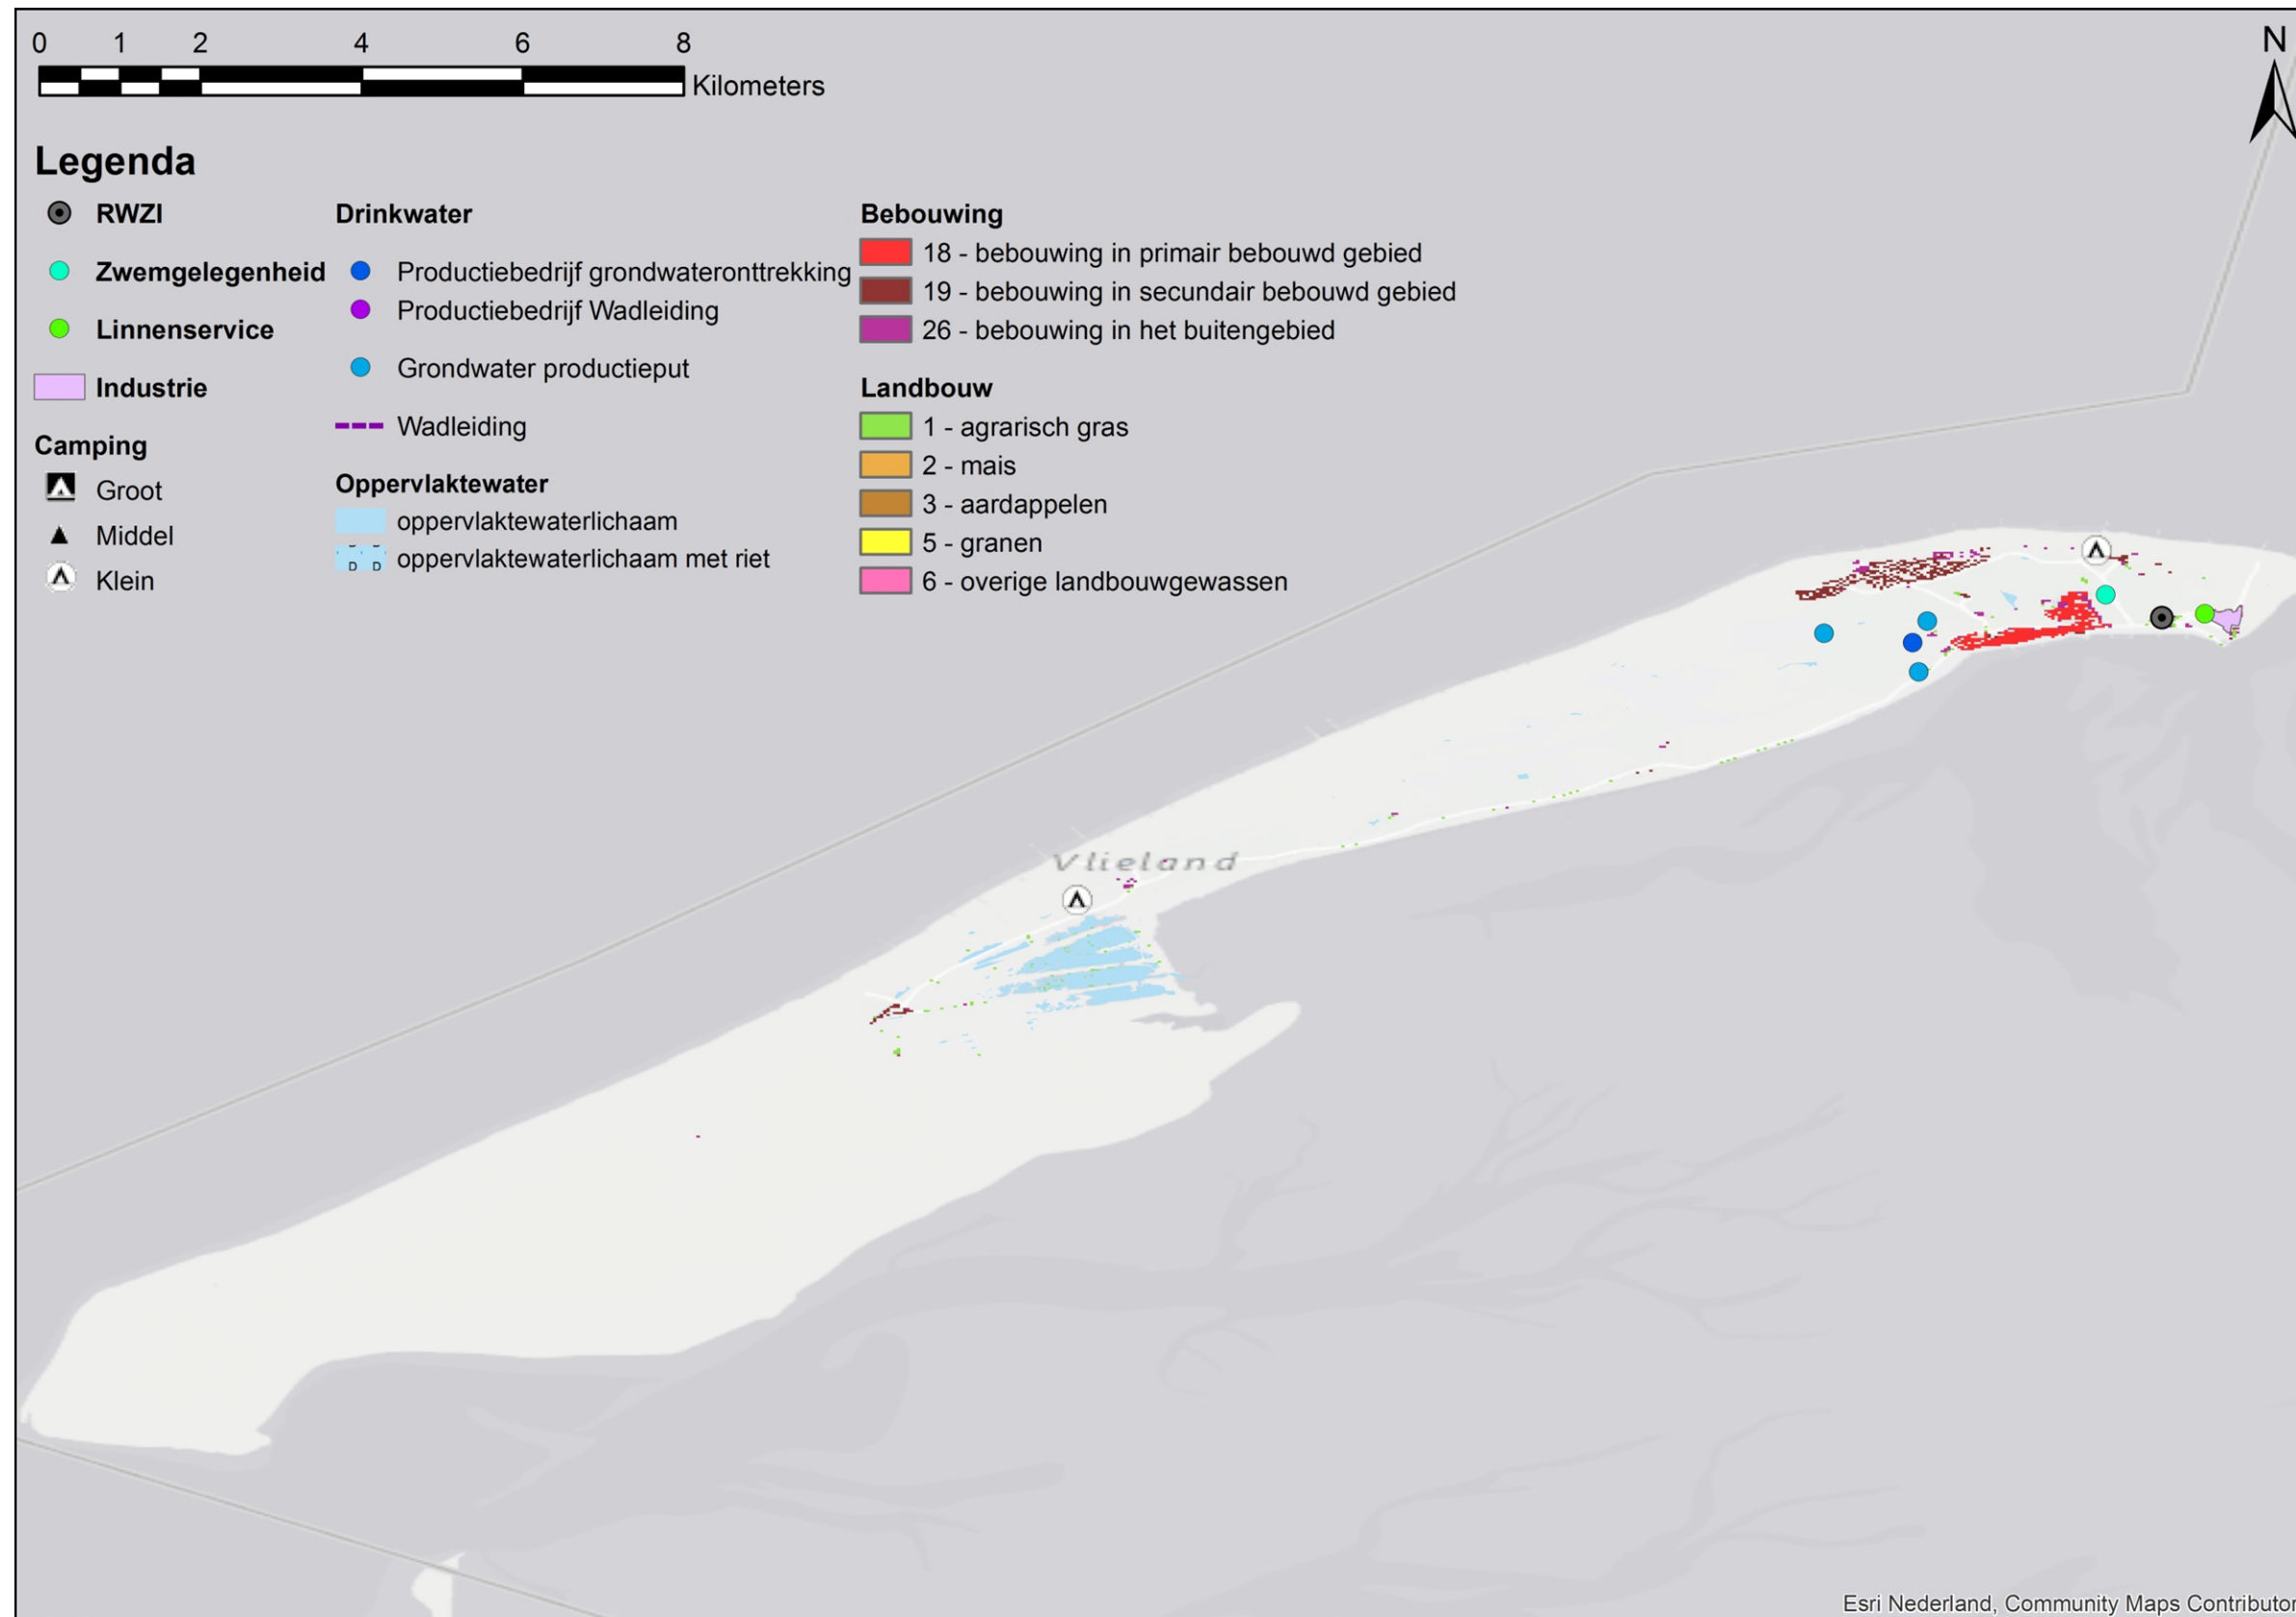 0 1 2 4 6 8
Kilometers
N
Legenda
RWZI
Zwemgelegenheid
Linnenservice
Industrie
Camping
Groot
Middel
Klein
Drinkwater
Productiebedrijf grondwateronttrekking
Productiebedrijf Wadleiding
Grondwater productieput
Wadleiding
Oppervlaktewater
oppervlaktewaterlichaam
oppervlaktewaterlichaam met riet
Bebouwing
18 - bebouwing in primair bebouwd gebied
19 - bebouwing in secundair bebouwd gebied
26 - bebouwing in het buitengebied
Landbouw
1 - agrarisch gras
2 - mais
3 - aardappelen
5 - granen
6 - overige landbouwgewassen
Vlieland
Esri Nederland, Community Maps Contributor